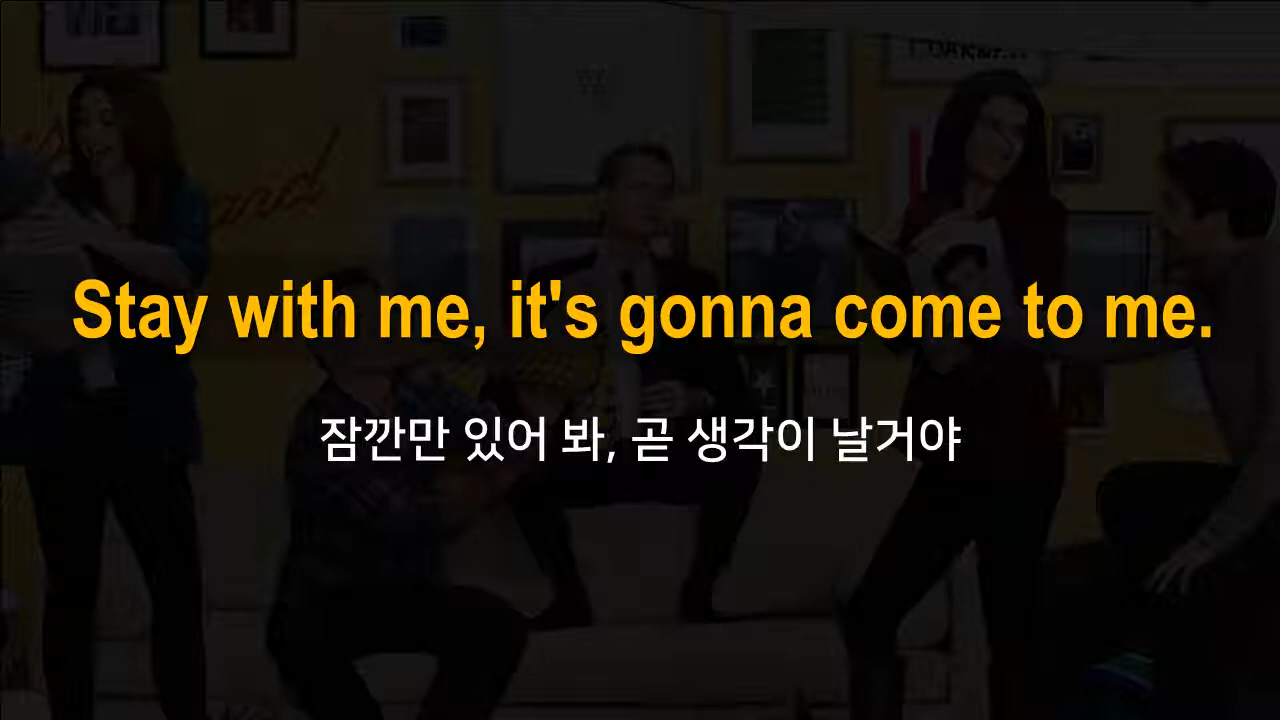 Stay with me, it's gonna come to me.
잠깐만 있어 봐, 곧 생각이 날거야